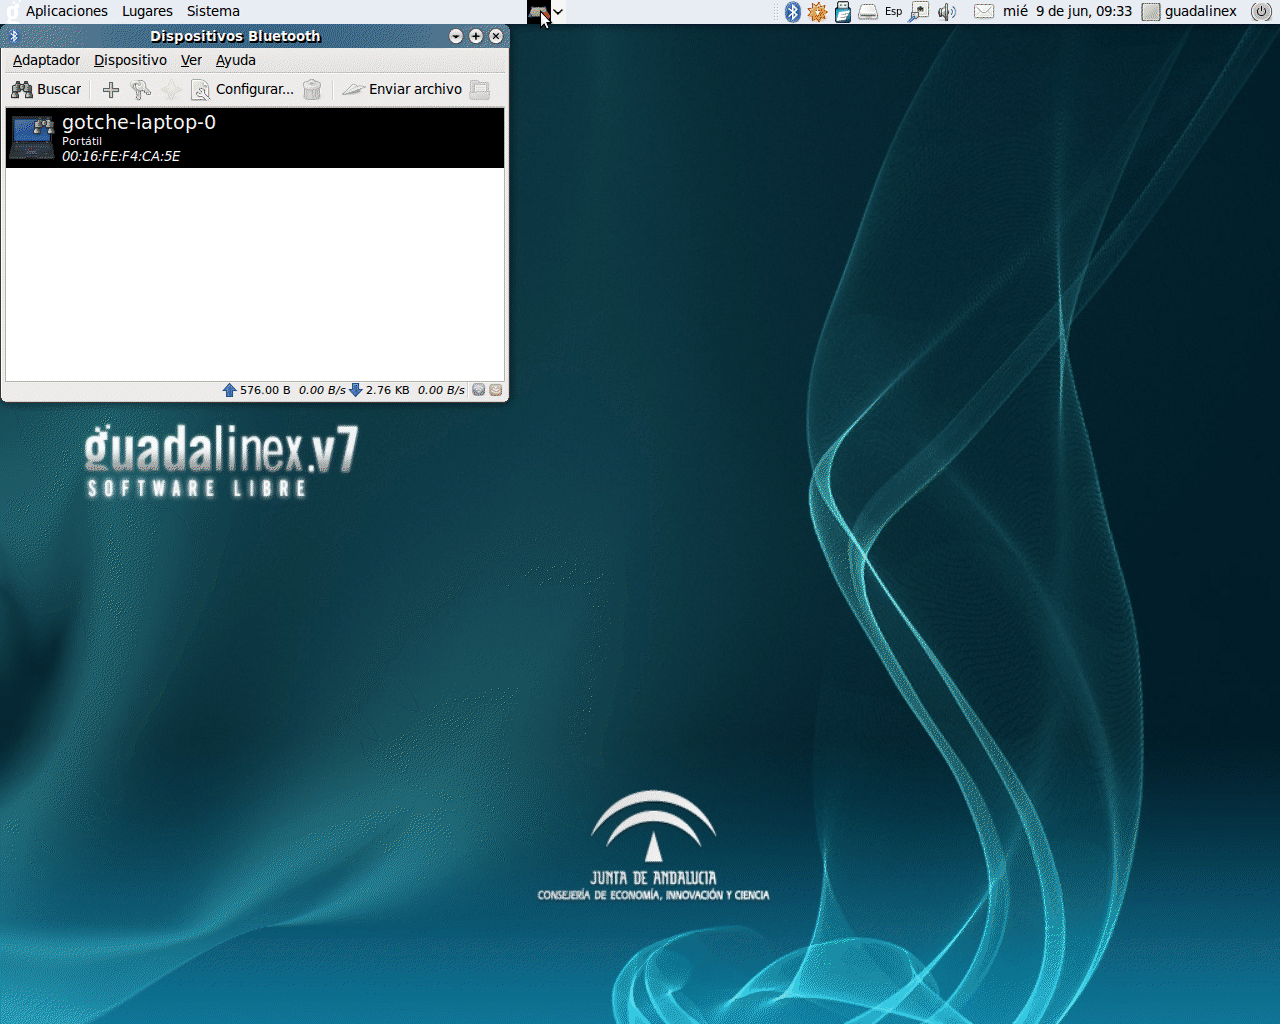 Aplicaciones Lugares Sistema
Esp
mié 9 de jun, 09:33
guadalinex
Dispositivos Bluetooth
Adaptador Dispositivo Ver Ayuda
Buscar Configurar... Enviar archivo
gotche-laptop-0
Portátil
00:16:FE:F4:CA:5E
576.00 B 0.00 B/s 2.76 KB 0.00 B/s
guadalinex.v7
SOFTWARE LIBRE
JUNTA DE ANDALUCIA
CONSEJERÍA DE ECONOMÍA, INNOVACIÓN Y CIENCIA